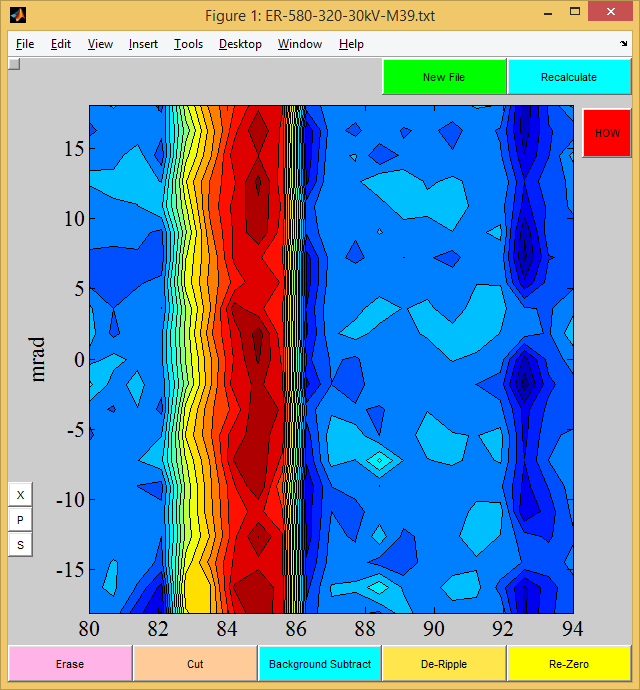 Figure 1: ER-580-320-30kV-M39.txt
File Edit View Insert Tools Desktop Window Help
New File Recalculate
HOW
15
10
5
0
-5
-10
-15
mrad
X
P
S
80 82 84 86 88 90 92 94
Erase Cut Background Subtract De-Ripple Re-Zero